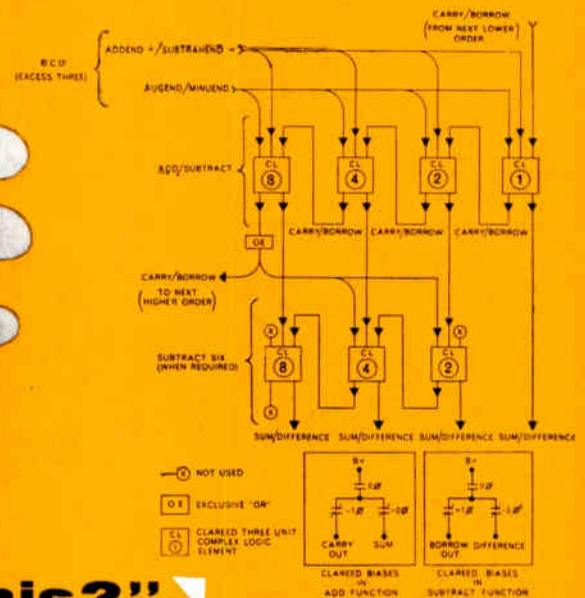 CARRY/BORROW
(FROM NEXT LOWER)
ORDER
B C D
(EXCESS THREE)
ADDEND +/SUBTRAHEND -
AUGEND/MINUEND
ADD/SUBTRACT
CL
8
CL
4
CL
2
CL
1
CARRY/BORROW
CARRY/BORROW
CARRY/BORROW
OE
CARRY/BORROW
(TO NEXT
HIGHER ORDER)
SUBTRACT SIX
(WHEN REQUIRED)
X
X
CL
8
CL
4
X
CL
2
SUM/DIFFERENCE
SUM/DIFFERENCE
SUM/DIFFERENCE
SUM/DIFFERENCE
X NOT USED
OE EXCLUSIVE "OR"
CL
1
CLAREED THREE UNIT
COMPLEX LOGIC
ELEMENT
B+
CARRY
OUT
SUM
CLAREED BIASES
IN
ADD FUNCTION
B+
BORROW
OUT
DIFFERENCE
CLAREED BIASES
IN
SUBTRACT FUNCTION
his?"